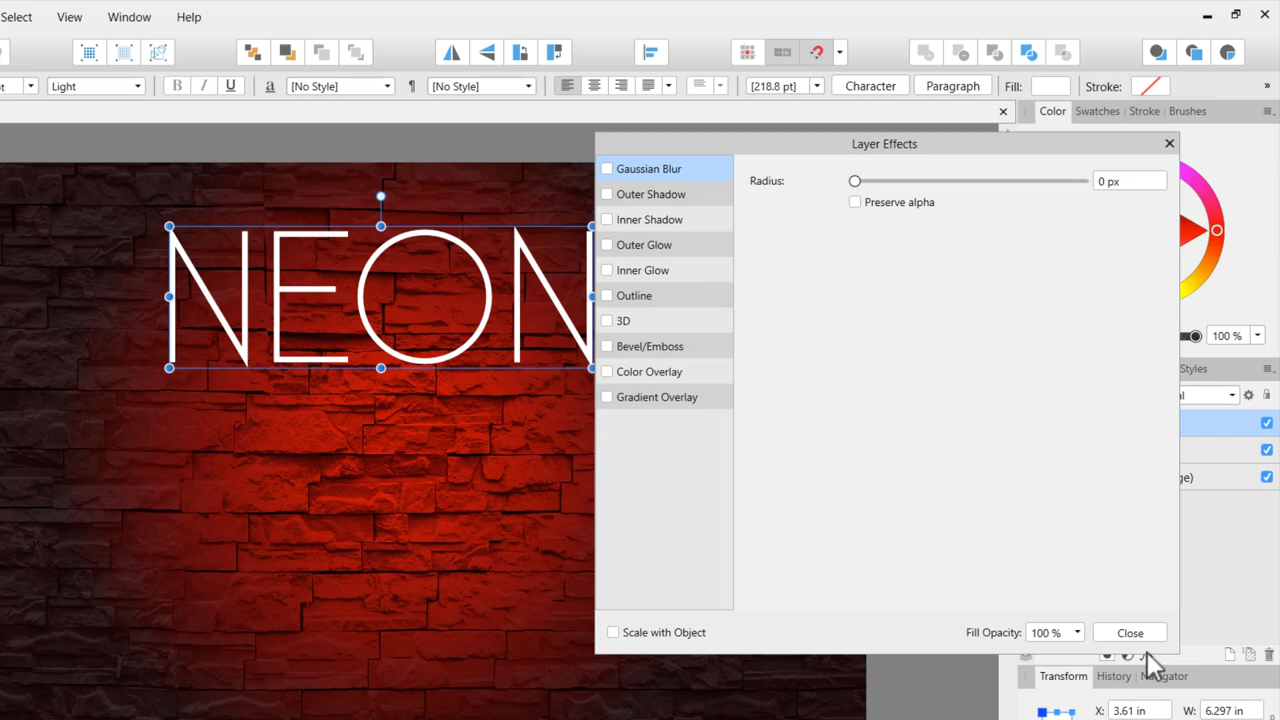 Select View Window Help
Light B I U a [No Style] ¶ [No Style] [218.8 pt] Character Paragraph Fill: Stroke: »
Color Swatches Stroke Brushes
Layer Effects
Gaussian Blur
Radius: 0 px
Outer Shadow
Preserve alpha
Inner Shadow
Outer Glow
Inner Glow
Outline
3D
Bevel/Emboss
Color Overlay
Gradient Overlay
NEON
100 %
Styles
Scale with Object
Fill Opacity: 100 % Close
Transform History Navigator
X: 3.61 in W: 6.297 in